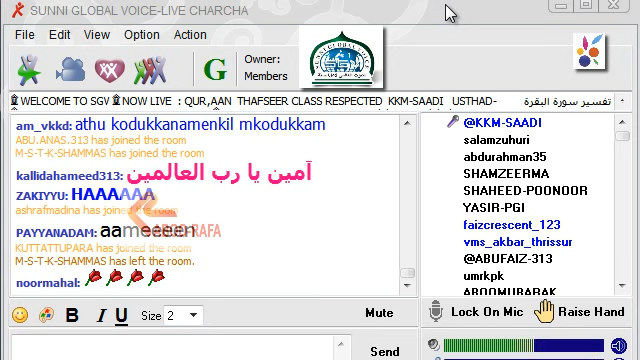 SUNNI GLOBAL VOICE-LIVE CHARCHA
File Edit View Option Action
G Owner:
Members
WELCOME TO SGV NOW LIVE : QUR,AAN THAFSEER CLASS RESPECTED KKM-SAADI USTHAD- تفسير سورة البقرة
am_vkkd: athu kodukkanamenkil mkodukkam
ABU.ANAS.313 has joined the room
M-S-T-K-SHAMMAS has joined the room
kallidahameed313: آمين يا رب العالمين
ZAKIYYU: HAAAAAA
ashrafmadina has joined the room
PAYYANADAM: aameeeen
KUTTATTUPARA has joined the room
M-S-T-K-SHAMMAS has left the room.
noormahal:
@KKM-SAADI
salamzuhuri
abdurahman35
SHAMZEERMA
SHAHEED-POONOOR
YASIR-PGI
faizcrescent_123
vms_akbar_thrissur
@ABUFAIZ-313
umrkpk
AROOMUBARAK
B I U Size 2 Mute
Lock On Mic Raise Hand
Send